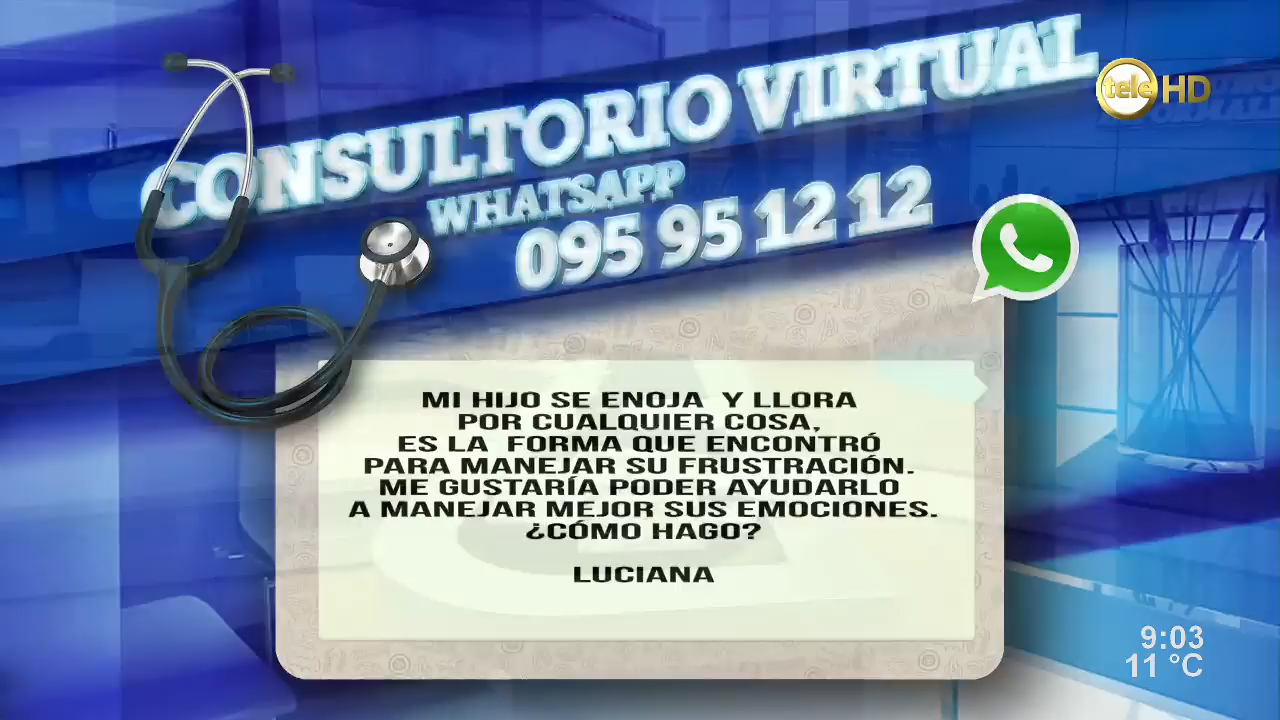 CONSULTORIO VIRTUAL
tele HD
WHATSAPP
095 95 12 12
MI HIJO SE ENOJA Y LLORA
POR CUALQUIER COSA,
ES LA FORMA QUE ENCONTRÓ
PARA MANEJAR SU FRUSTRACIÓN.
ME GUSTARÍA PODER AYUDARLO
A MANEJAR MEJOR SUS EMOCIONES.
¿CÓMO HAGO?
LUCIANA
9:03
11 °C